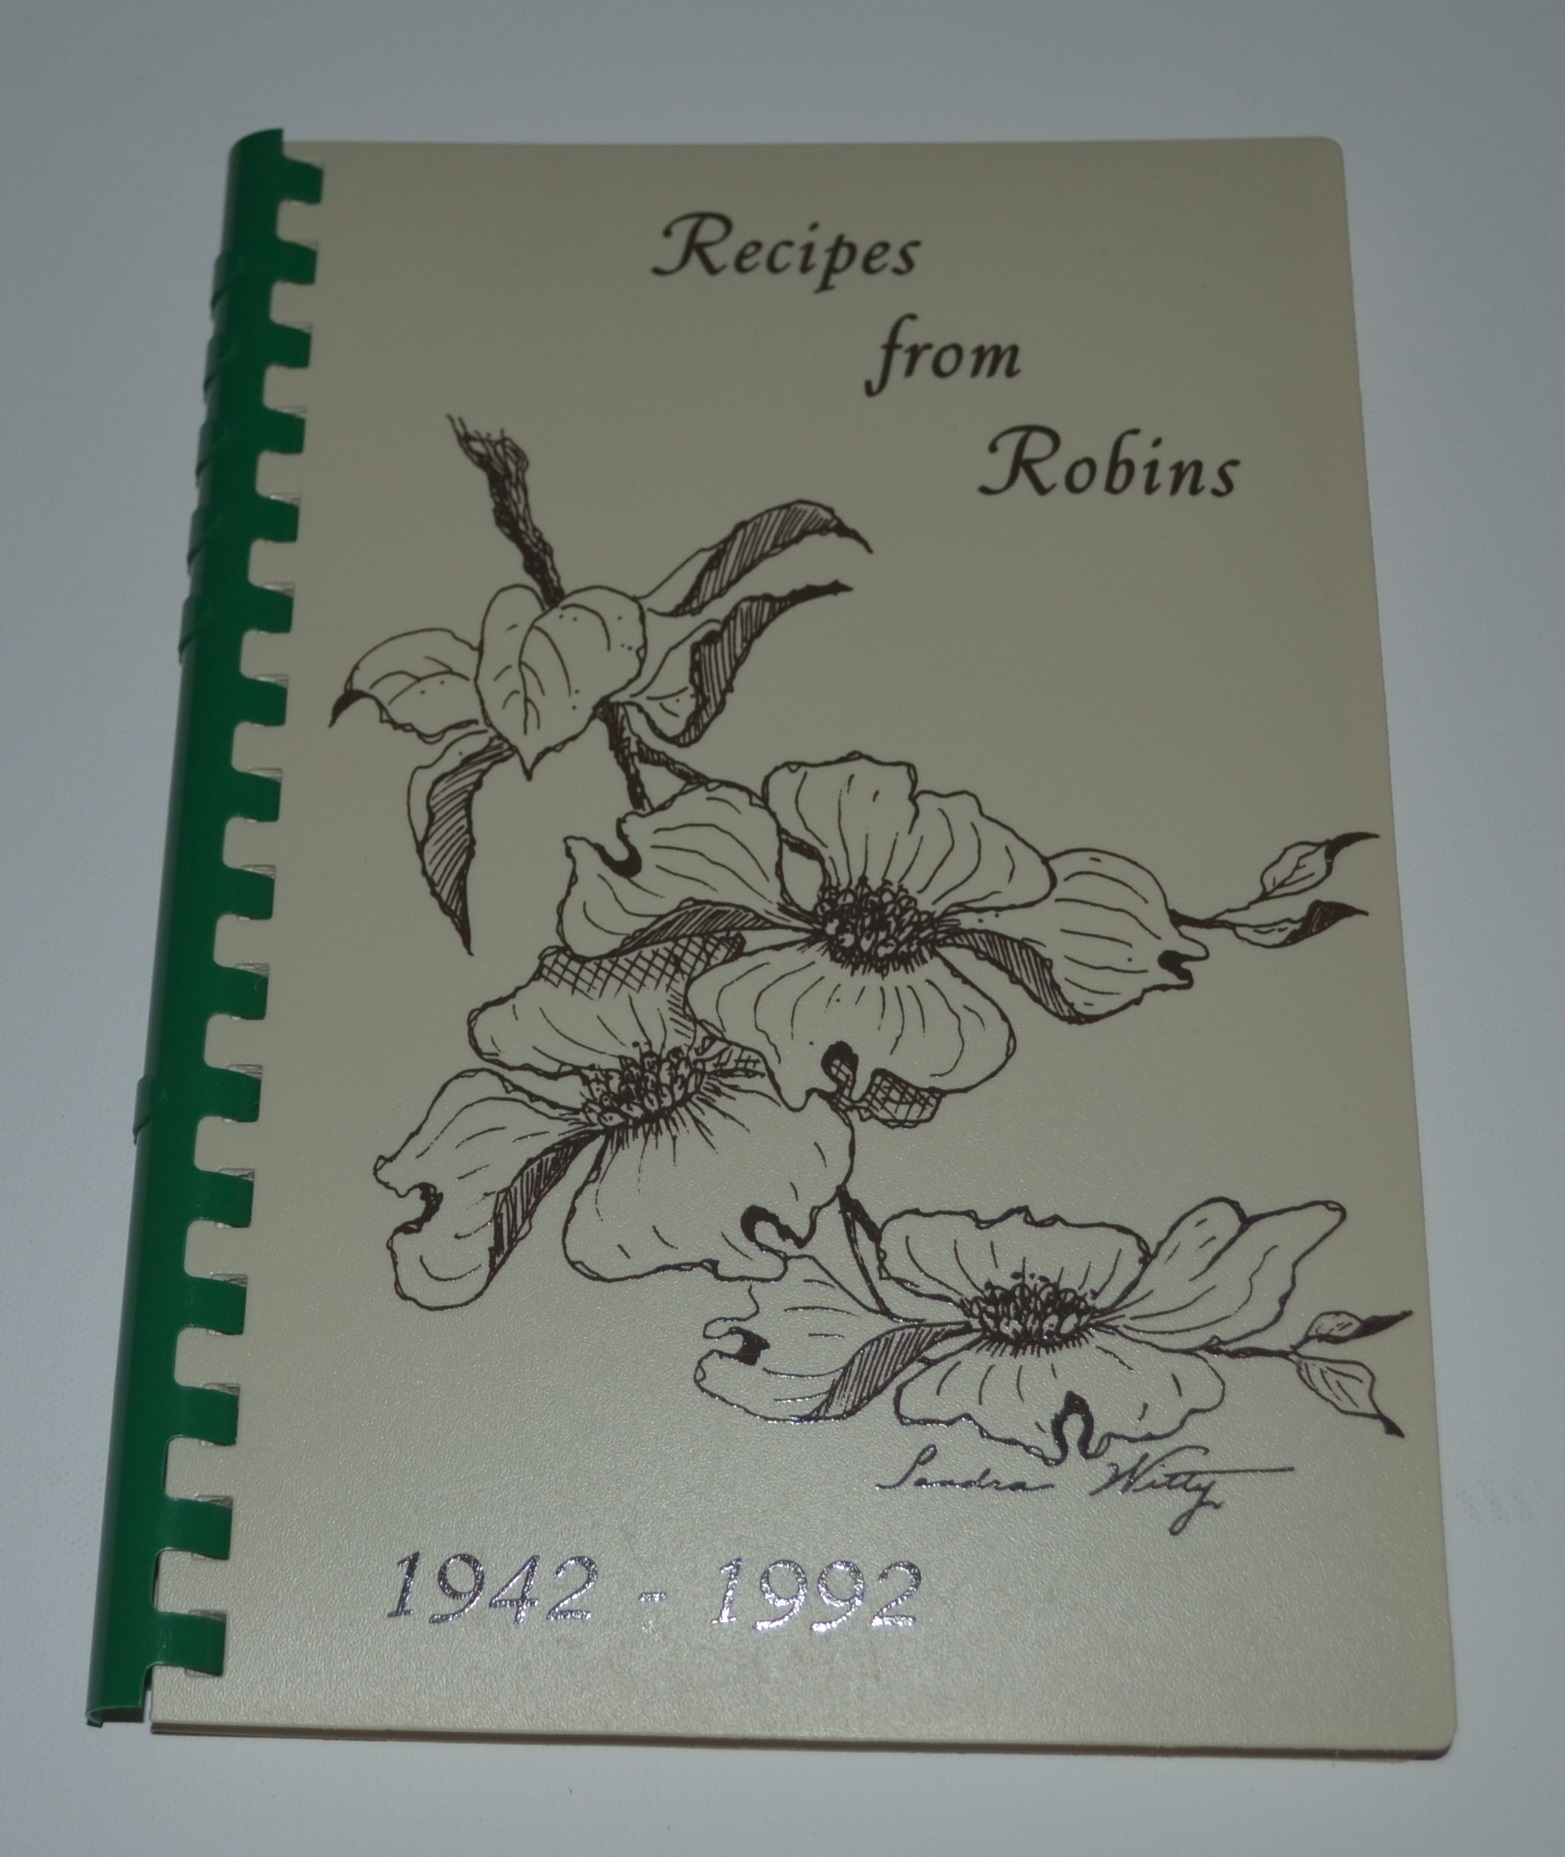 Recipes
from
Robins
Sandra Witty
1942 - 1992